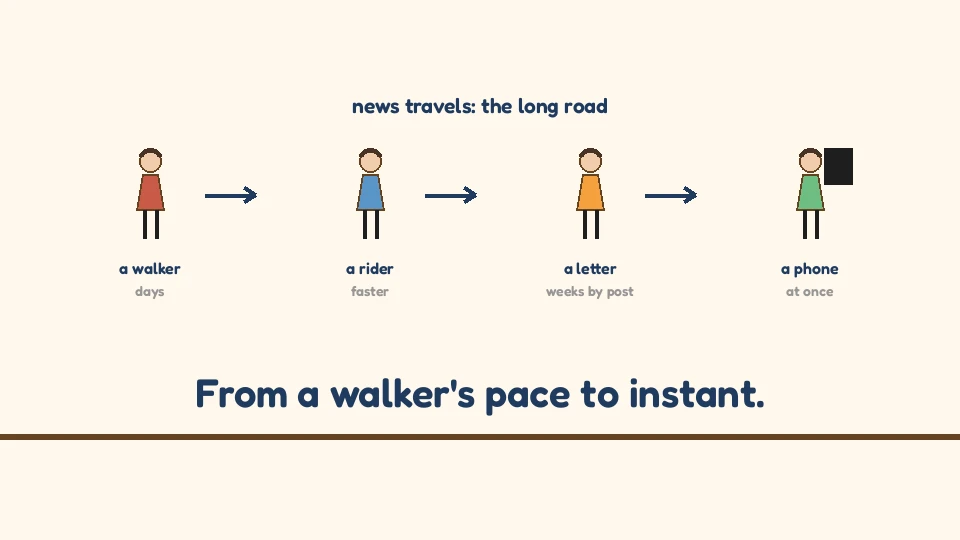 news travels: the long road
a walker
days
a rider
faster
a letter
weeks by post
a phone
at once
From a walker's pace to instant.